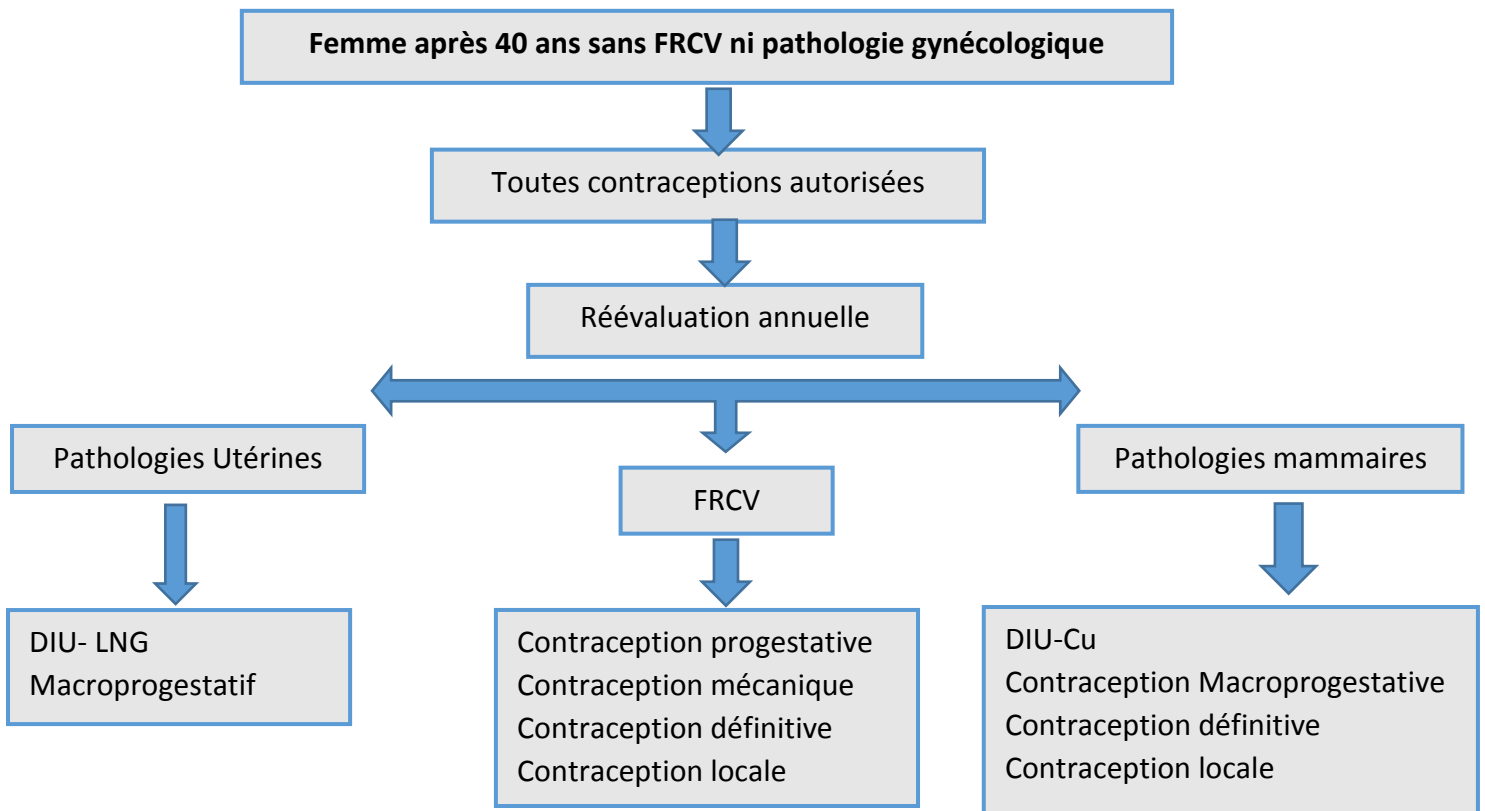 Femme après 40 ans sans FRCV ni pathologie gynécologique
Toutes contraceptions autorisées
Réévaluation annuelle
Pathologies Utérines
FRCV
Pathologies mammaires
DIU- LNG
Macroprogestatif
Contraception progestative
Contraception mécanique
Contraception définitive
Contraception locale
DIU-Cu
Contraception Macroprogestative
Contraception définitive
Contraception locale